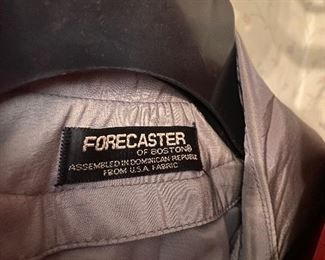 FORECASTER
OF BOSTON®
ASSEMBLED IN DOMINICAN REPUBLIC
FROM U.S.A. FABRIC